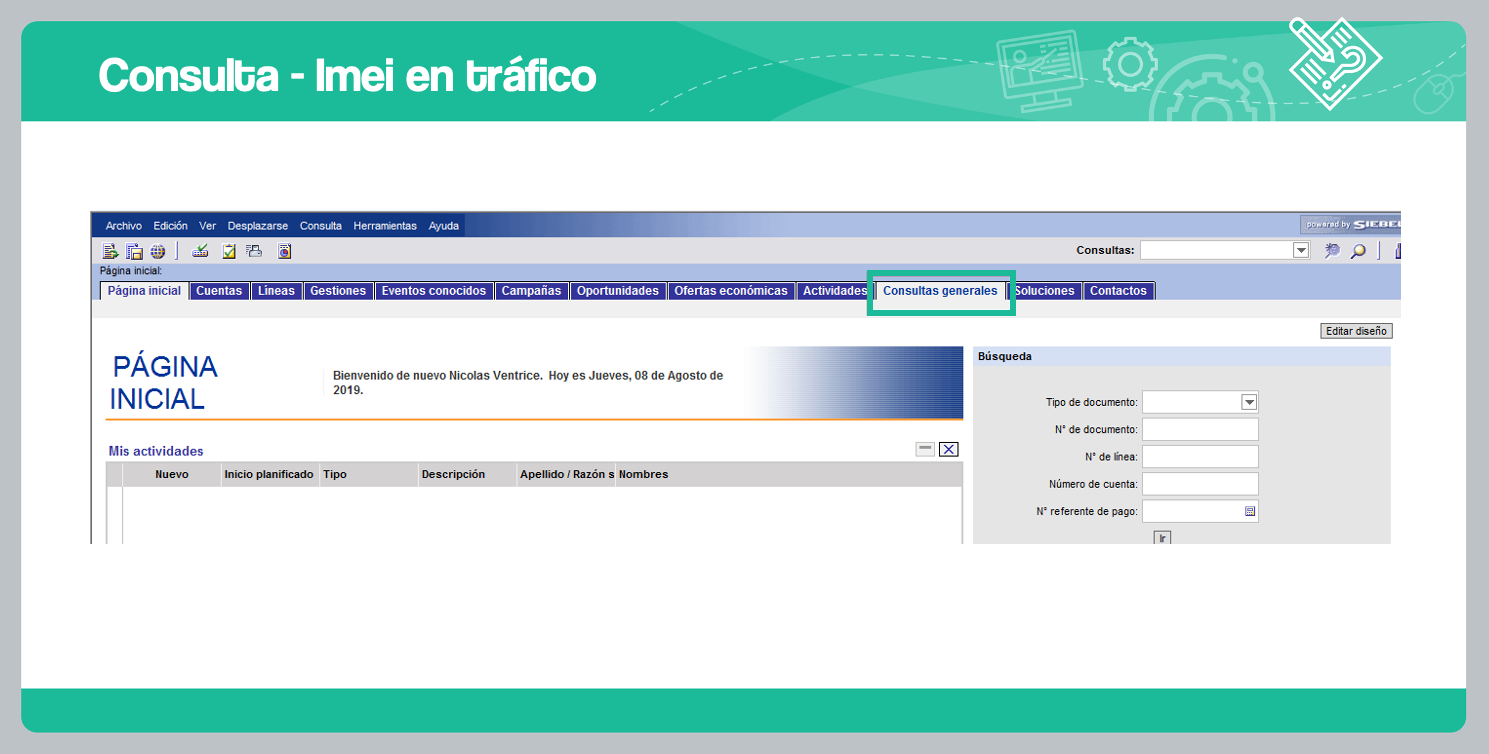 Consulta - Imei en tráfico
Archivo Edición Ver Desplazarse Consulta Herramientas Ayuda
powered by SIEBEL
Consultas:
Página inicial:
Página inicial Cuentas Líneas Gestiones Eventos conocidos Campañas Oportunidades Ofertas económicas Actividades Consultas generales Soluciones Contactos
Editar diseño
PÁGINA
INICIAL
Bienvenido de nuevo Nicolas Ventrice. Hoy es Jueves, 08 de Agosto de
2019.
Mis actividades
Nuevo Inicio planificado Tipo Descripción Apellido / Razón s Nombres
Búsqueda
Tipo de documento:
N° de documento:
N° de línea:
Número de cuenta:
N° referente de pago:
Ir